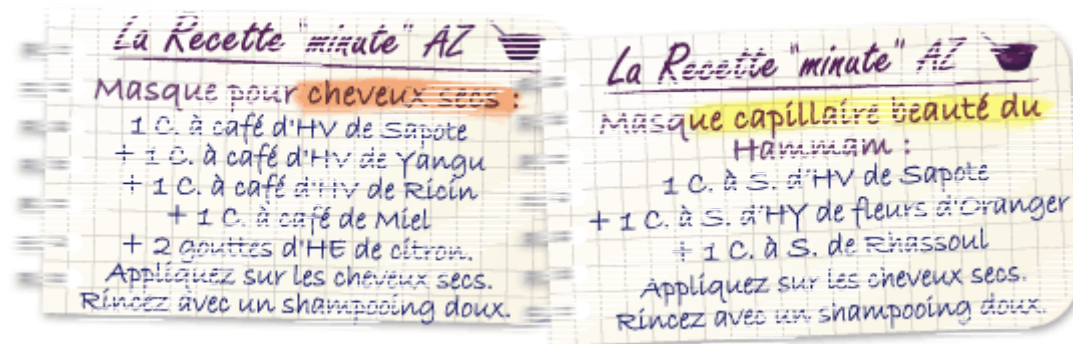 La Recette "minute" AZ
Masque pour cheveux secs :
1 C. à café d'HV de Sapote
+ 1 C. à café d'HV de Yangu
+ 1 C. à café d'HV de Ricin
+ 1 C. à café de Miel
+ 2 gouttes d'HE de citron.
Appliquez sur les cheveux secs.
Rincez avec un shampooing doux.
La Recette "minute" AZ
Masque capillaire beauté du
Hammam :
1 C. à S. d'HV de Sapote
+ 1 C. à S. d'HY de fleurs d'Oranger
+ 1 C. à S. de Rhassoul
Appliquez sur les cheveux secs.
Rincez avec un shampooing doux.